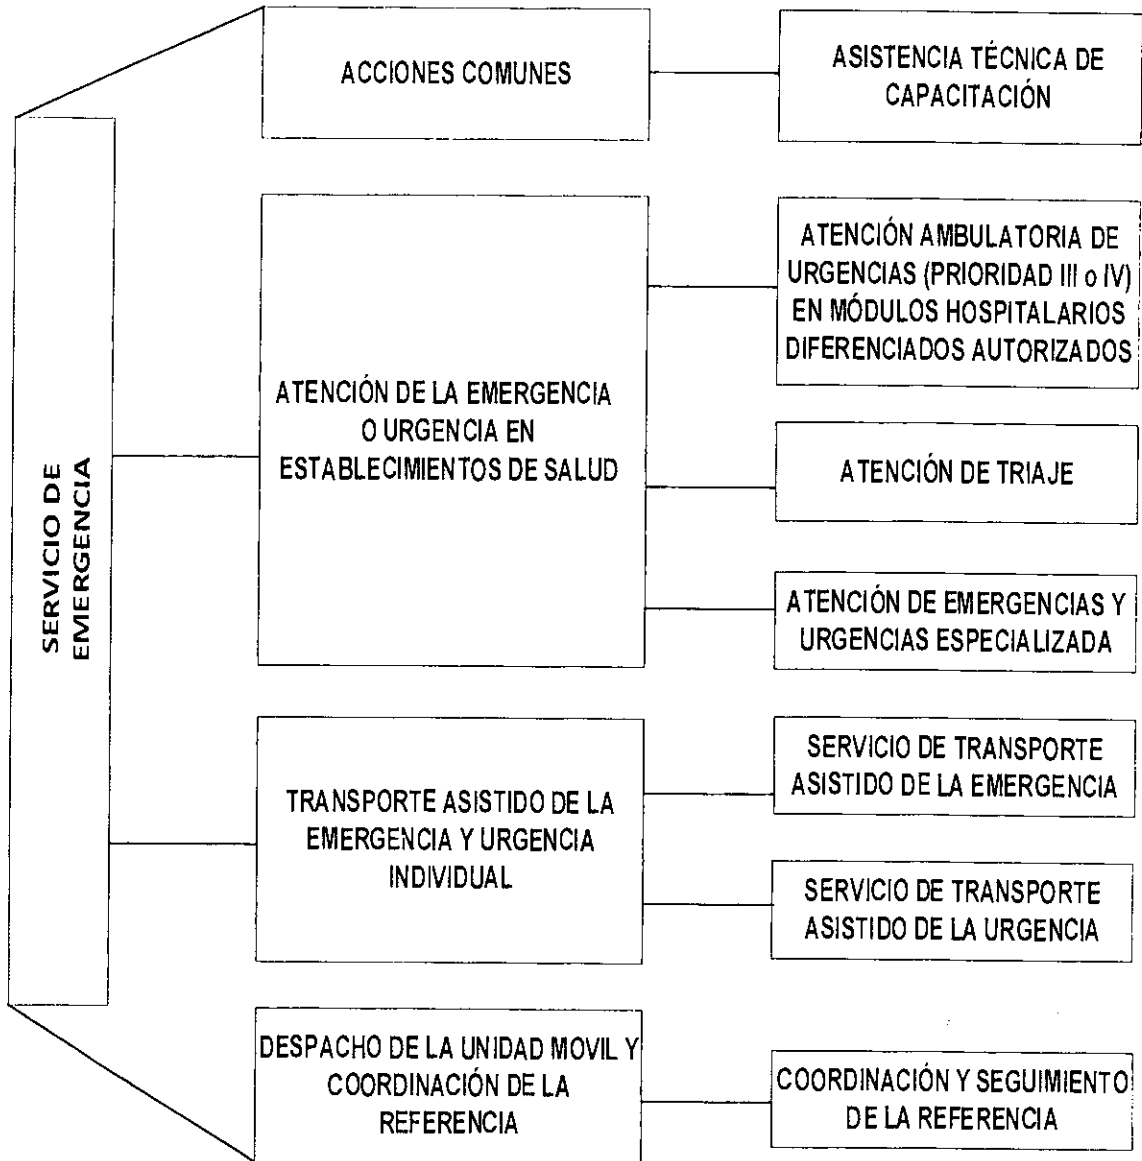 SERVICIO DE
EMERGENCIA
ACCIONES COMUNES
ASISTENCIA TÉCNICA DE
CAPACITACIÓN
ATENCIÓN DE LA EMERGENCIA
O URGENCIA EN
ESTABLECIMIENTOS DE SALUD
ATENCIÓN AMBULATORIA DE
URGENCIAS (PRIORIDAD III o IV)
EN MÓDULOS HOSPITALARIOS
DIFERENCIADOS AUTORIZADOS
ATENCIÓN DE TRIAJE
ATENCIÓN DE EMERGENCIAS Y
URGENCIAS ESPECIALIZADA
TRANSPORTE ASISTIDO DE LA
EMERGENCIA Y URGENCIA
INDIVIDUAL
SERVICIO DE TRANSPORTE
ASISTIDO DE LA EMERGENCIA
SERVICIO DE TRANSPORTE
ASISTIDO DE LA URGENCIA
DESPACHO DE LA UNIDAD MOVIL Y
COORDINACIÓN DE LA
REFERENCIA
COORDINACIÓN Y SEGUIMIENTO
DE LA REFERENCIA